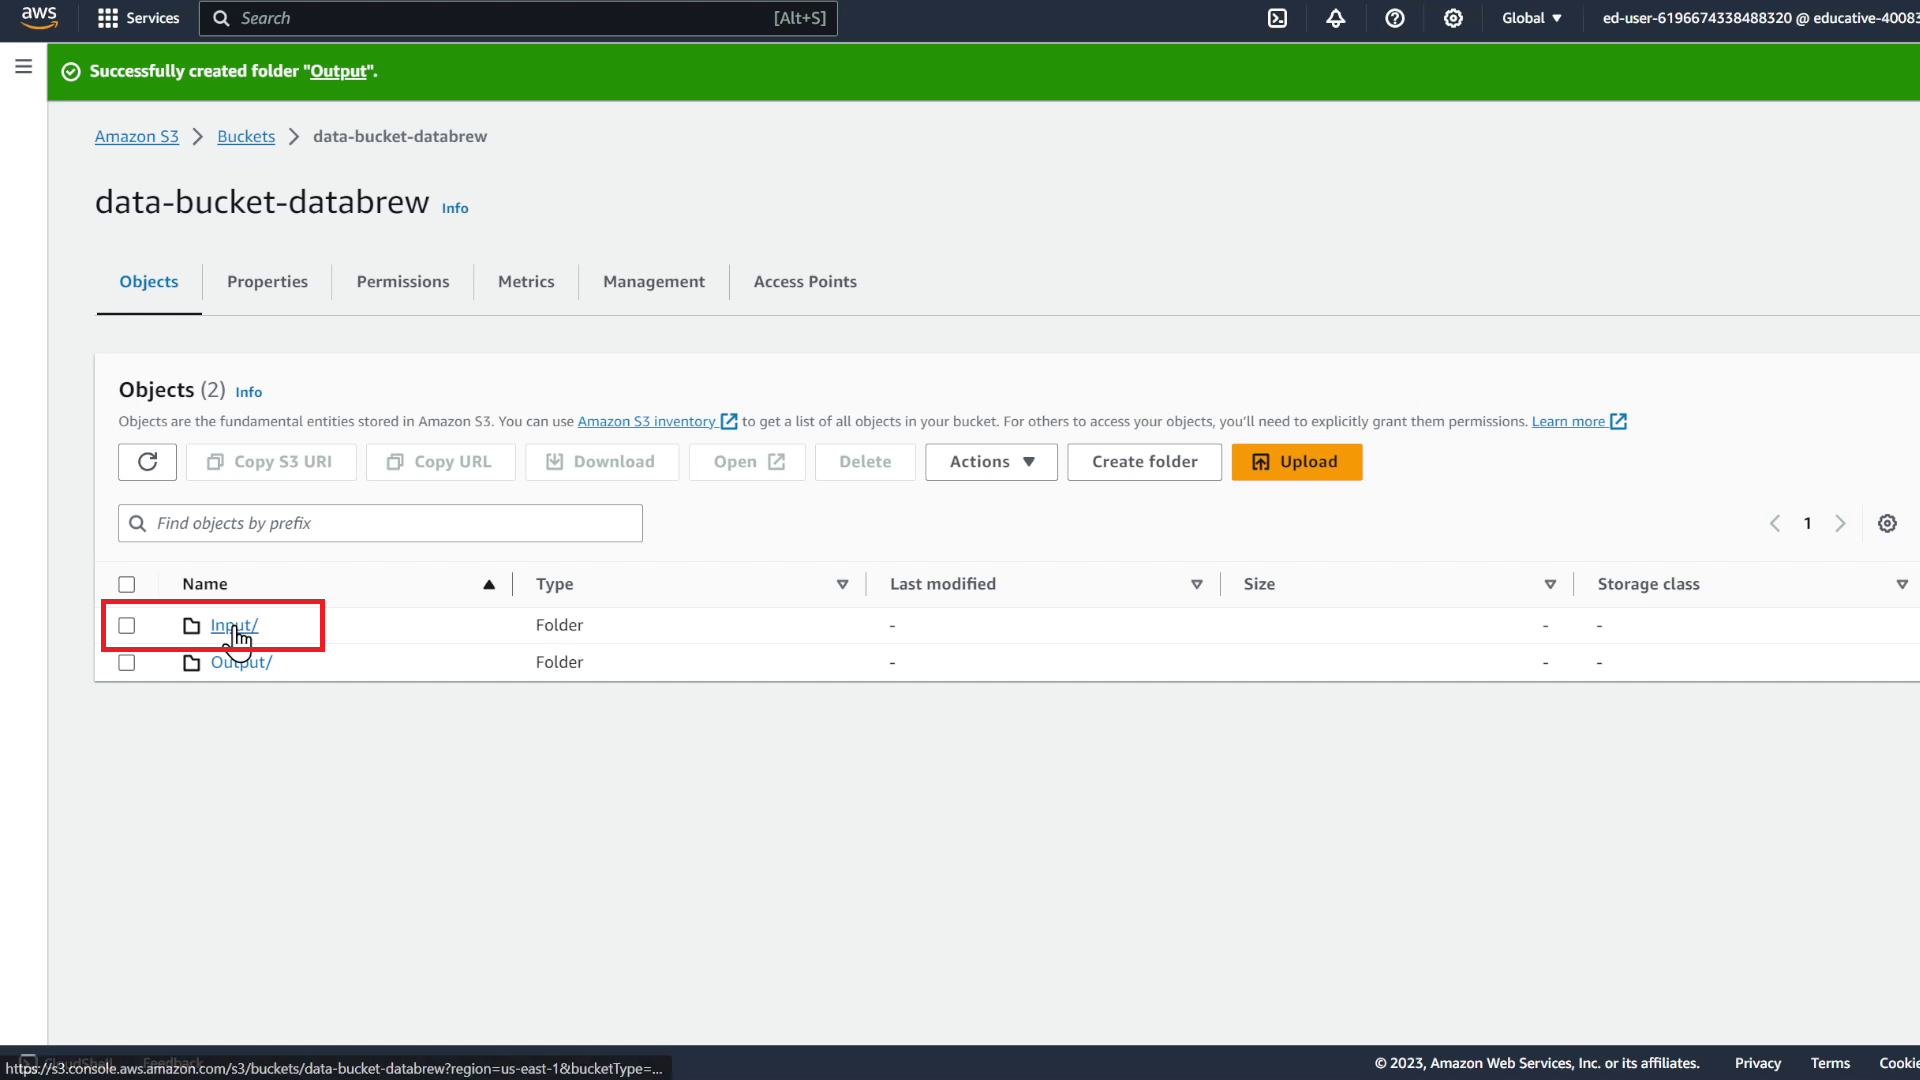 aws Services Search [Alt+S] Global ed-user-6196674338488320 @ educative-40083
Successfully created folder "Output".
Amazon S3 Buckets data-bucket-databrew
data-bucket-databrew Info
Objects Properties Permissions Metrics Management Access Points
Objects (2) Info
Objects are the fundamental entities stored in Amazon S3. You can use Amazon S3 inventory to get a list of all objects in your bucket. For others to access your objects, you'll need to explicitly grant them permissions. Learn more
Copy S3 URI Copy URL Download Open Delete Actions Create folder Upload
Find objects by prefix 1
Name Type Last modified Size Storage class
Input/ Folder - - -
Output/ Folder - - -
CloudShell Feedback
https://s3.console.aws.amazon.com/s3/buckets/data-bucket-databrew?region=us-east-1&bucketType=... © 2023, Amazon Web Services, Inc. or its affiliates. Privacy Terms Cookie